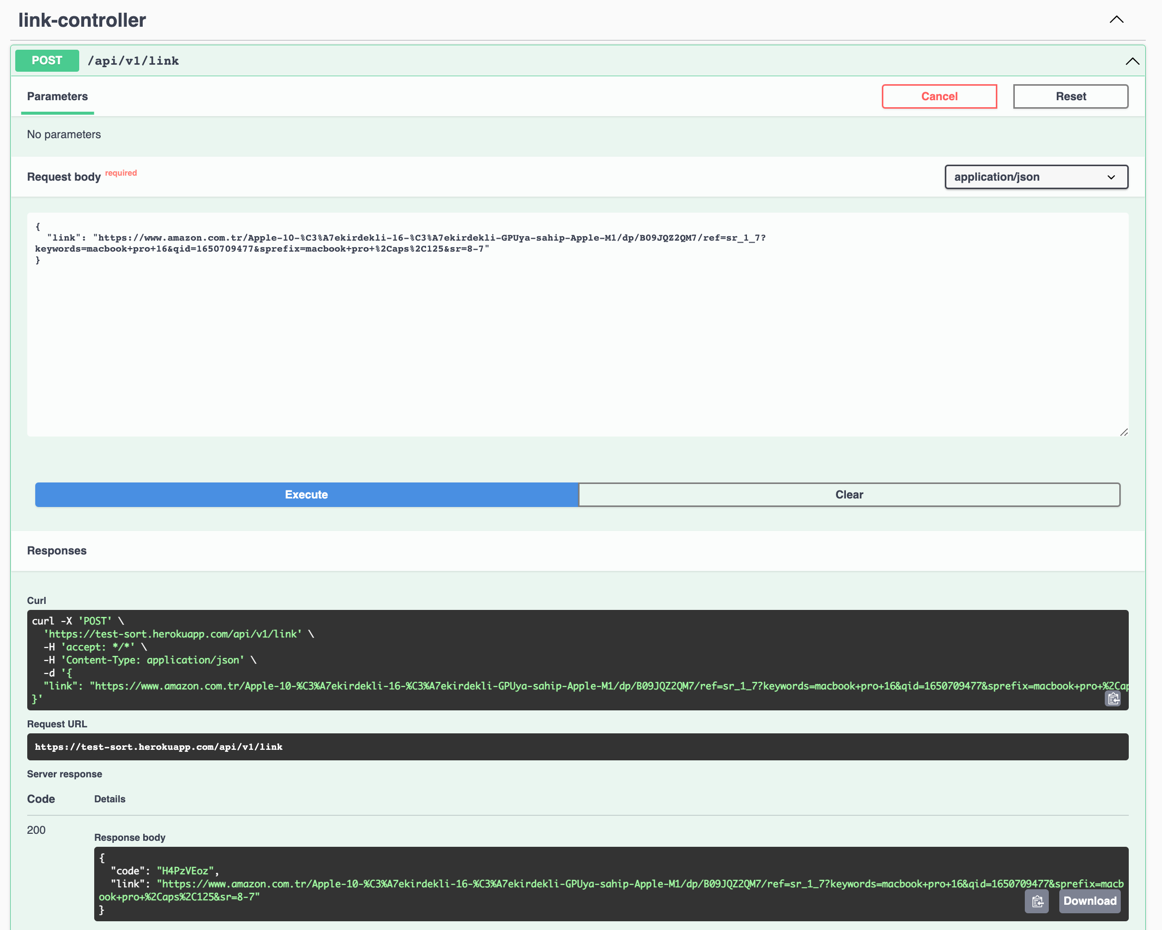 link-controller
POST /api/v1/link
Parameters
Cancel
Reset
No parameters
Request body required
application/json
{
  "link": "https://www.amazon.com.tr/Apple-10-%C3%A7ekirdekli-16-%C3%A7ekirdekli-GPUya-sahip-Apple-M1/dp/B09JQZ2QM7/ref=sr_1_7?
keywords=macbook+pro+16&qid=1650709477&sprefix=macbook+pro+%2Caps%2C125&sr=8-7"
}
Execute
Clear
Responses
Curl
curl -X 'POST' \
  'https://test-sort.herokuapp.com/api/v1/link' \
  -H 'accept: */*' \
  -H 'Content-Type: application/json' \
  -d '{
  "link": "https://www.amazon.com.tr/Apple-10-%C3%A7ekirdekli-16-%C3%A7ekirdekli-GPUya-sahip-Apple-M1/dp/B09JQZ2QM7/ref=sr_1_7?keywords=macbook+pro+16&qid=1650709477&sprefix=macbook+pro+%2Cap
}'
Request URL
https://test-sort.herokuapp.com/api/v1/link
Server response
Code Details
200
Response body
{
  "code": "H4PzVEoz",
  "link": "https://www.amazon.com.tr/Apple-10-%C3%A7ekirdekli-16-%C3%A7ekirdekli-GPUya-sahip-Apple-M1/dp/B09JQZ2QM7/ref=sr_1_7?keywords=macbook+pro+16&qid=1650709477&sprefix=macb
ook+pro+%2Caps%2C125&sr=8-7"
}
Download